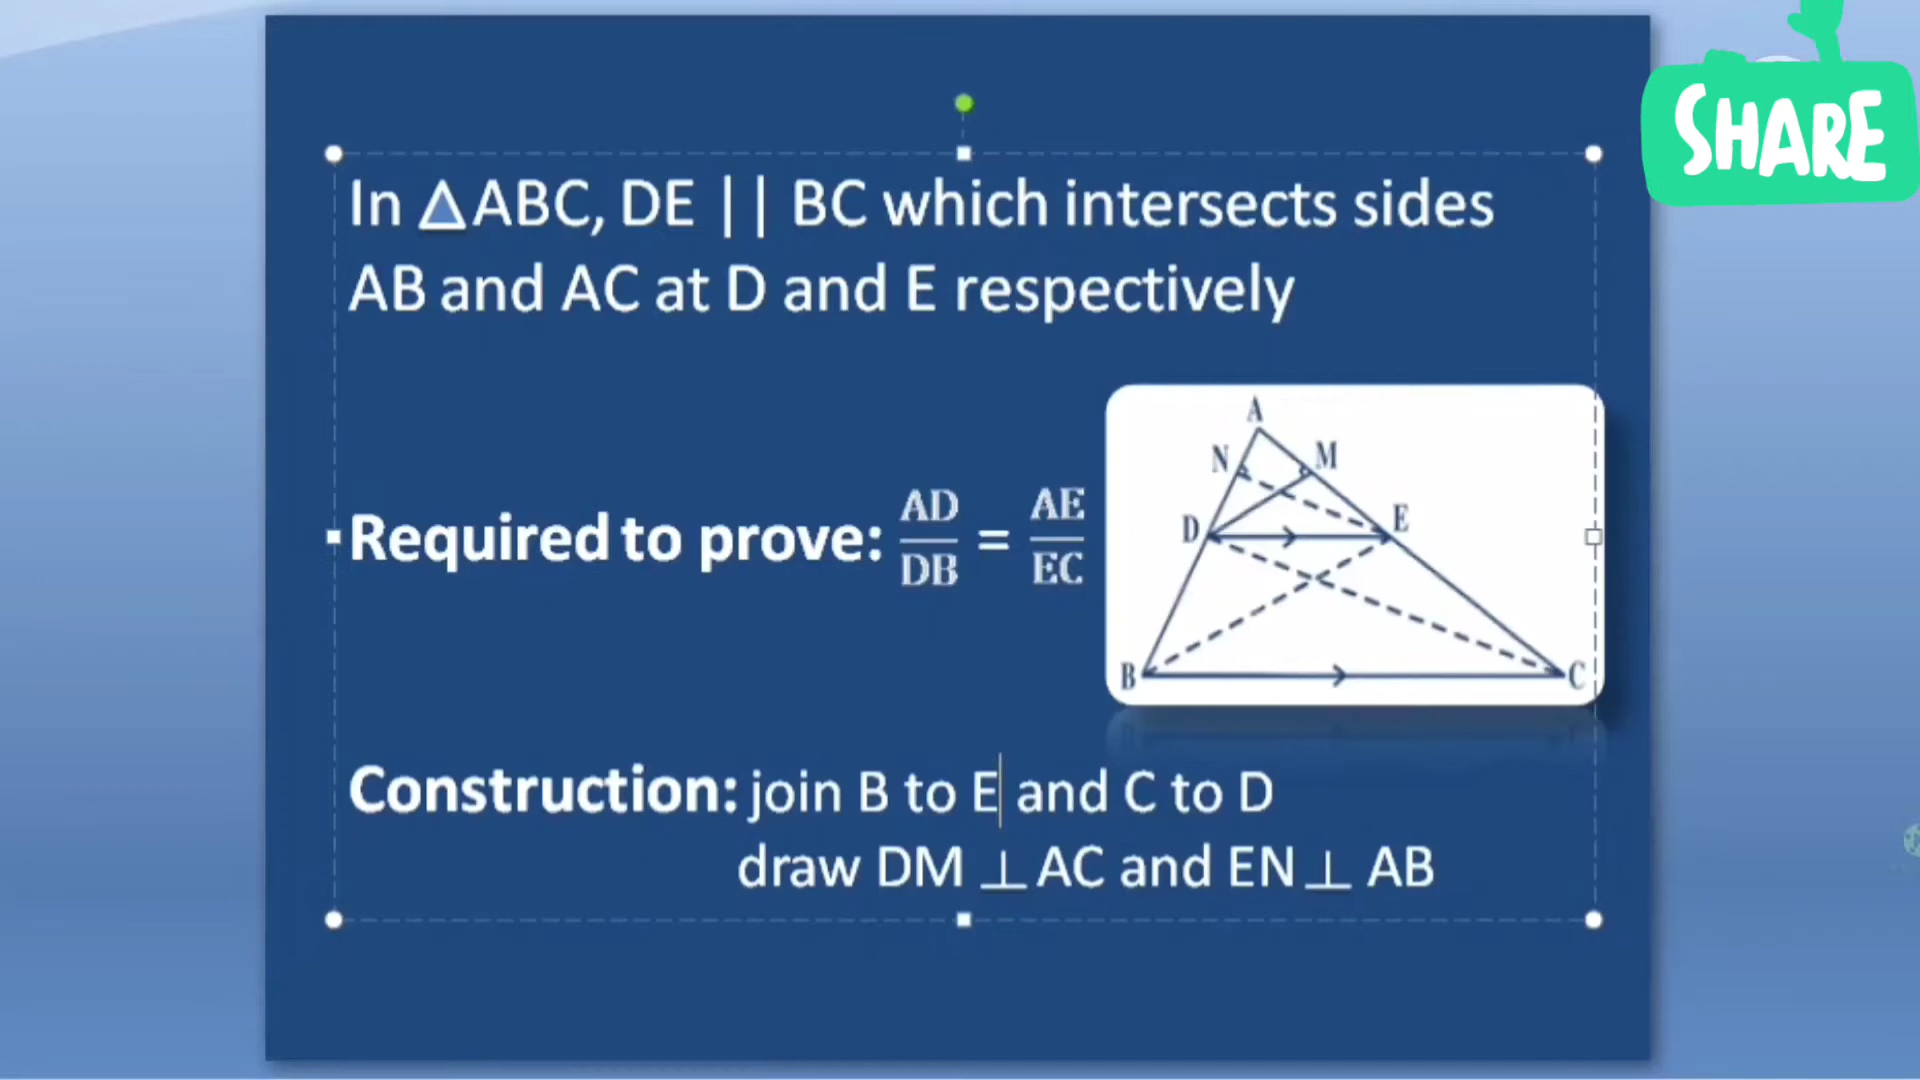 SHARE
In △ABC, DE || BC which intersects sides
AB and AC at D and E respectively
▪Required to prove: AD/DB = AE/EC
A
N M
D E
B C
Construction: join B to E and C to D
draw DM ⊥ AC and EN ⊥ AB